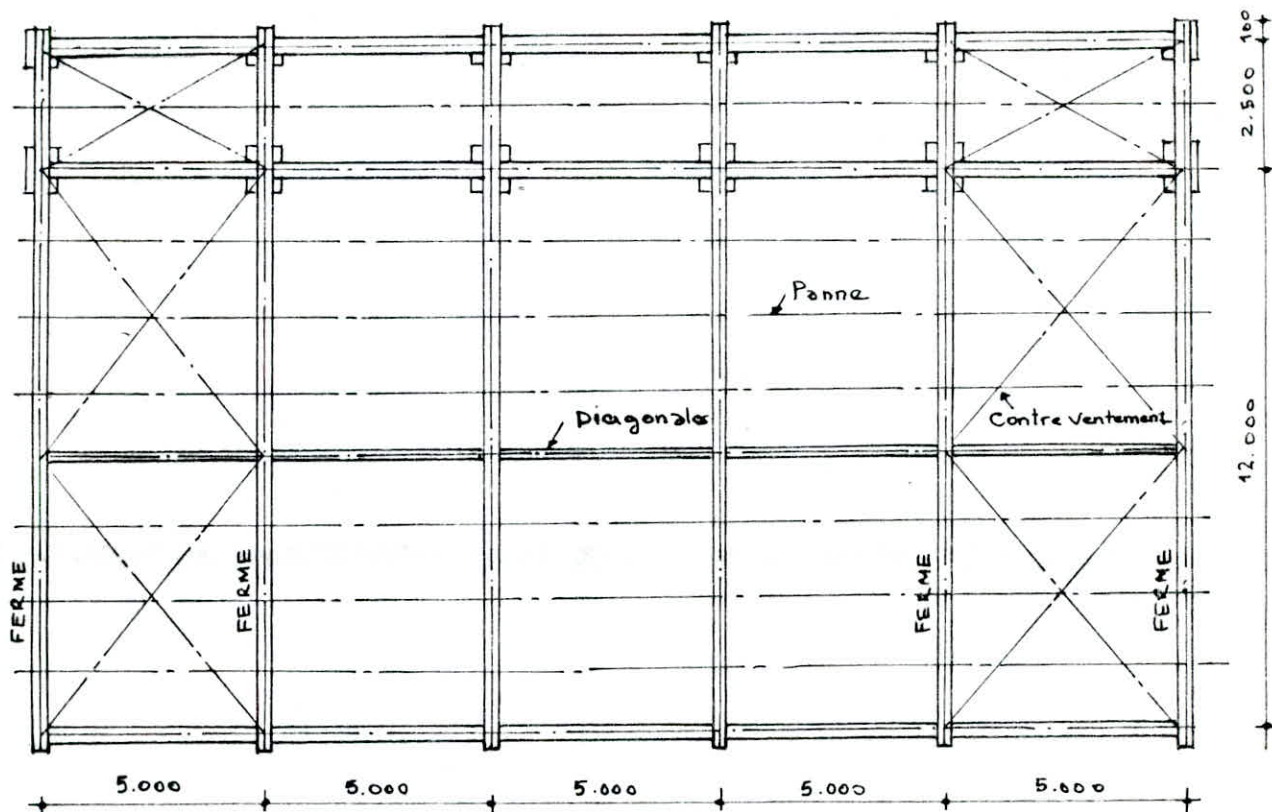 100
2.500
Panne
Diagonales
Contre ventement
12.000
FERME
FERME
FERME
FERME
5.000
5.000
5.000
5.000
5.000